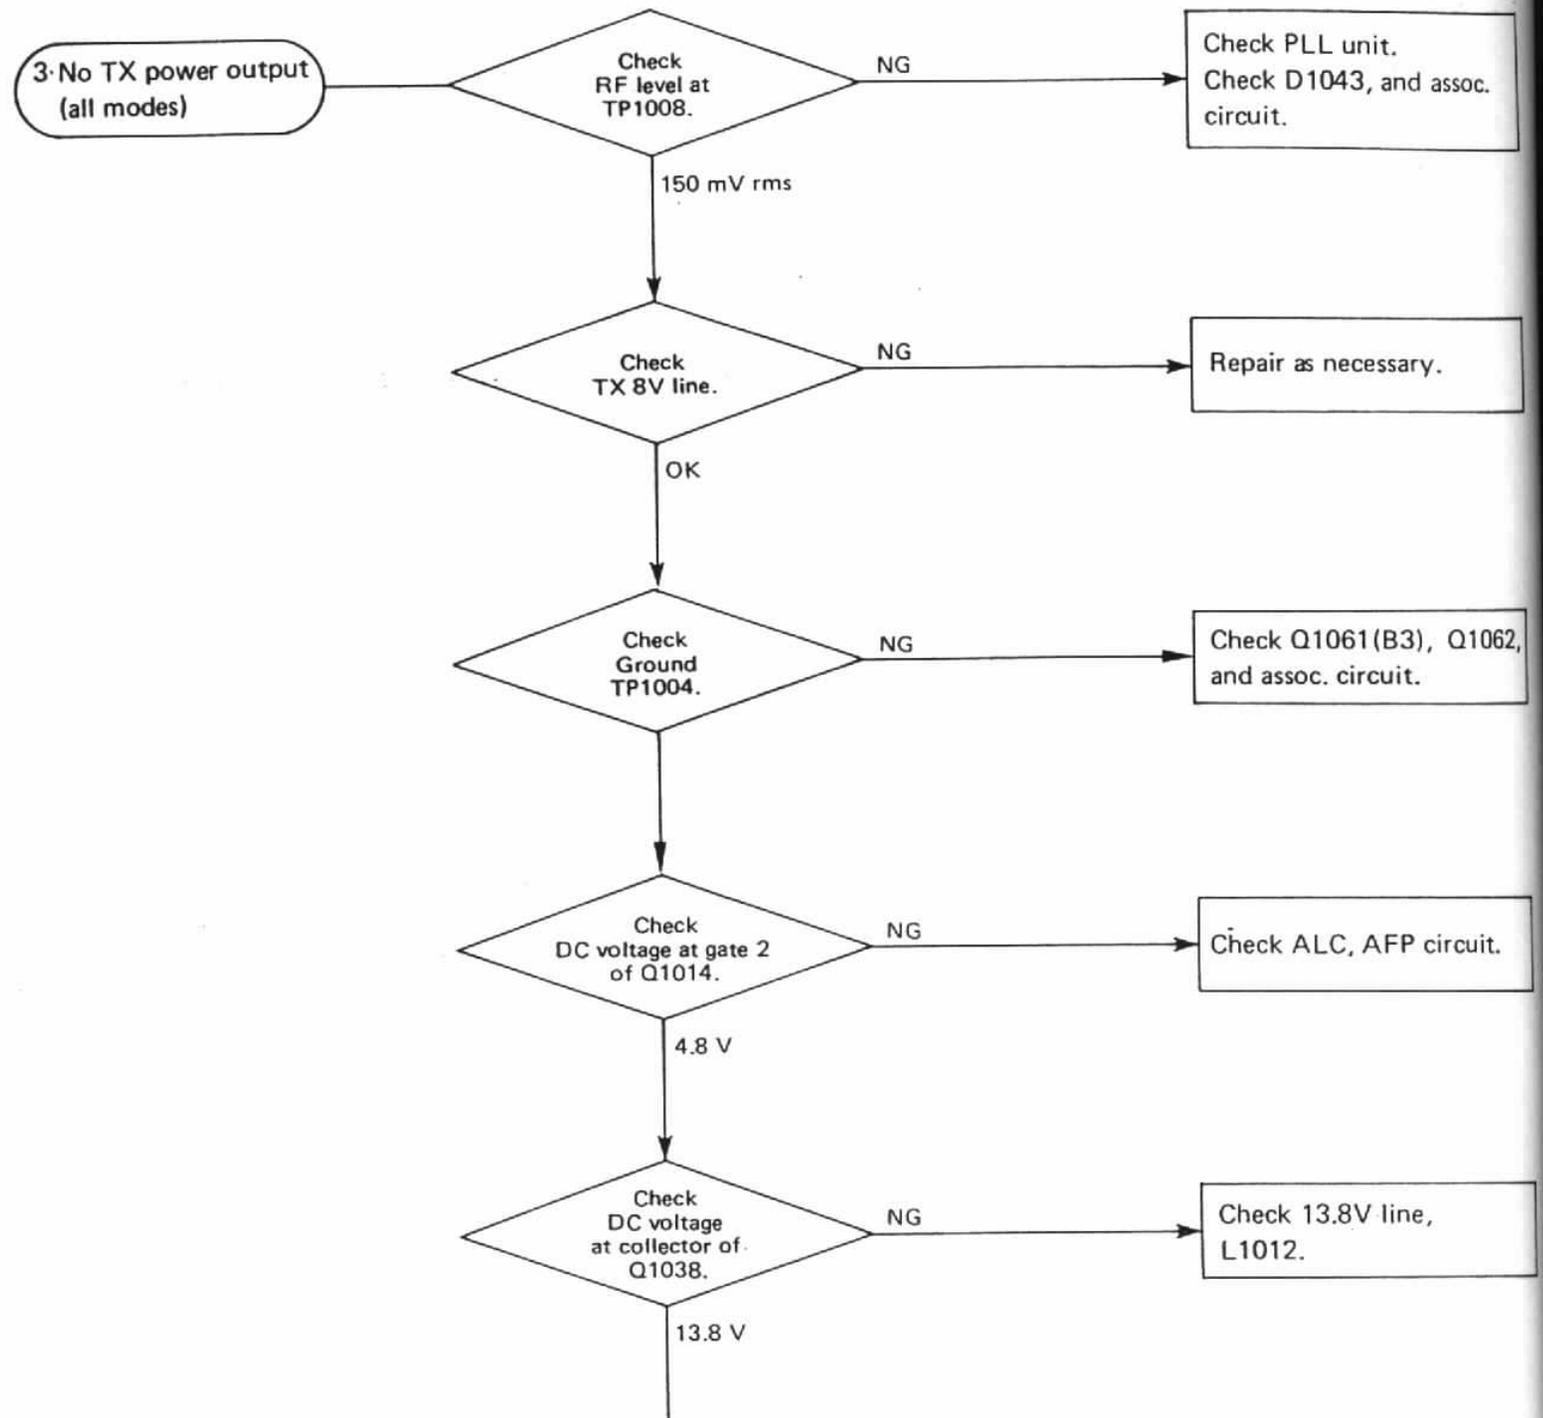 3. No TX power output
(all modes)
Check
RF level at
TP1008.
NG
Check PLL unit.
Check D1043, and assoc.
circuit.
150 mV rms
Check
TX 8V line.
NG
Repair as necessary.
OK
Check
Ground
TP1004.
NG
Check Q1061(B3), Q1062,
and assoc. circuit.
Check
DC voltage at gate 2
of Q1014.
NG
Check ALC, AFP circuit.
4.8 V
Check
DC voltage
at collector of
Q1038.
NG
Check 13.8V line,
L1012.
13.8 V